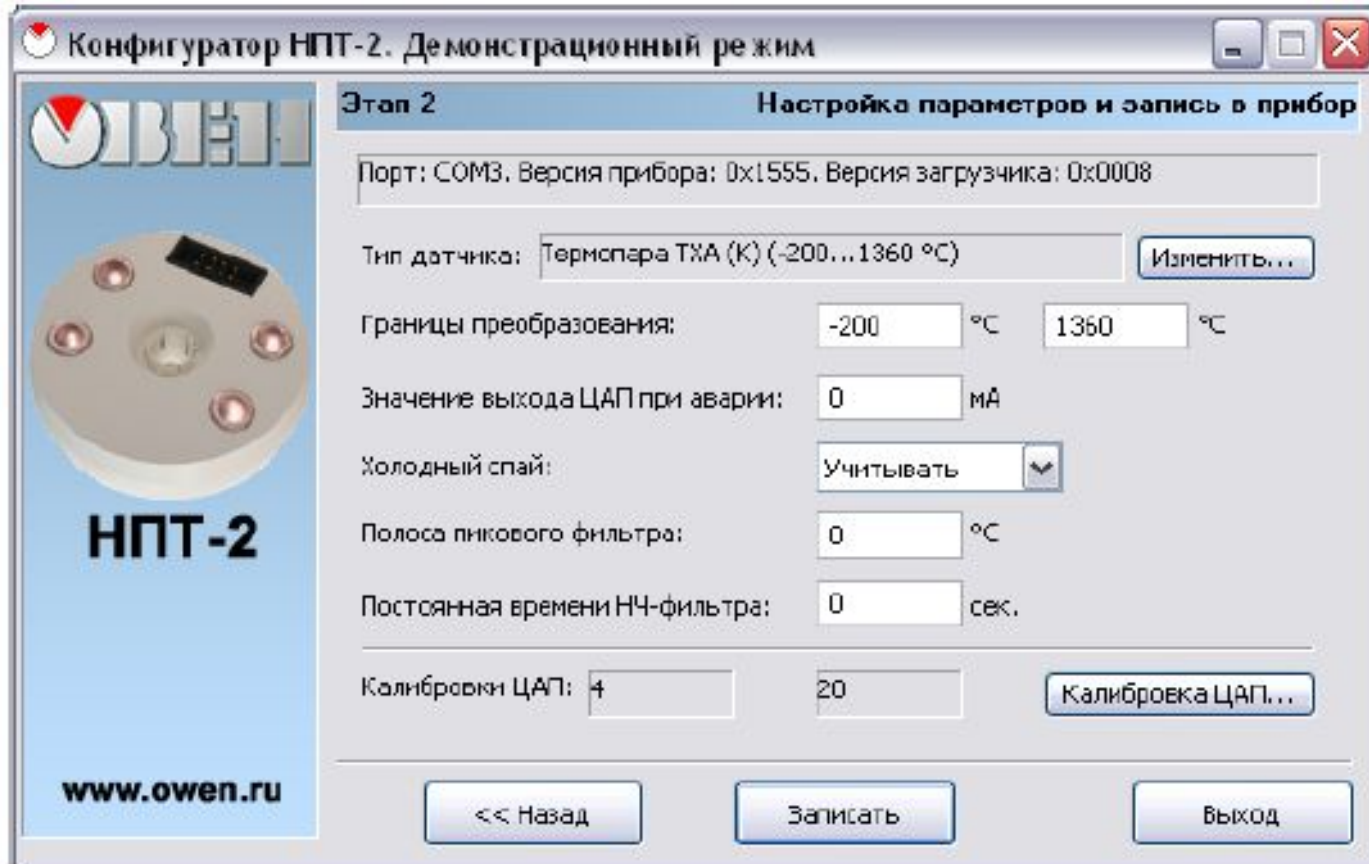 Конфигуратор НПТ-2. Демонстрационный режим
ОВЕН
Этап 2 Настройка параметров и запись в прибор
Порт: COM3. Версия прибора: 0x1555. Версия загрузчика: 0x0008
Тип датчика: Термопара ТХА (К) (-200...1360 °C) Изменить...
Границы преобразования: -200 °C 1360 °C
Значение выхода ЦАП при аварии: 0 мА
Холодный спай: Учитывать
Полоса пикового фильтра: 0 °C
Постоянная времени НЧ-фильтра: 0 сек.
Калибровки ЦАП: 4 20 Калибровка ЦАП...
НПТ-2
www.owen.ru
<< Назад Записать Выход